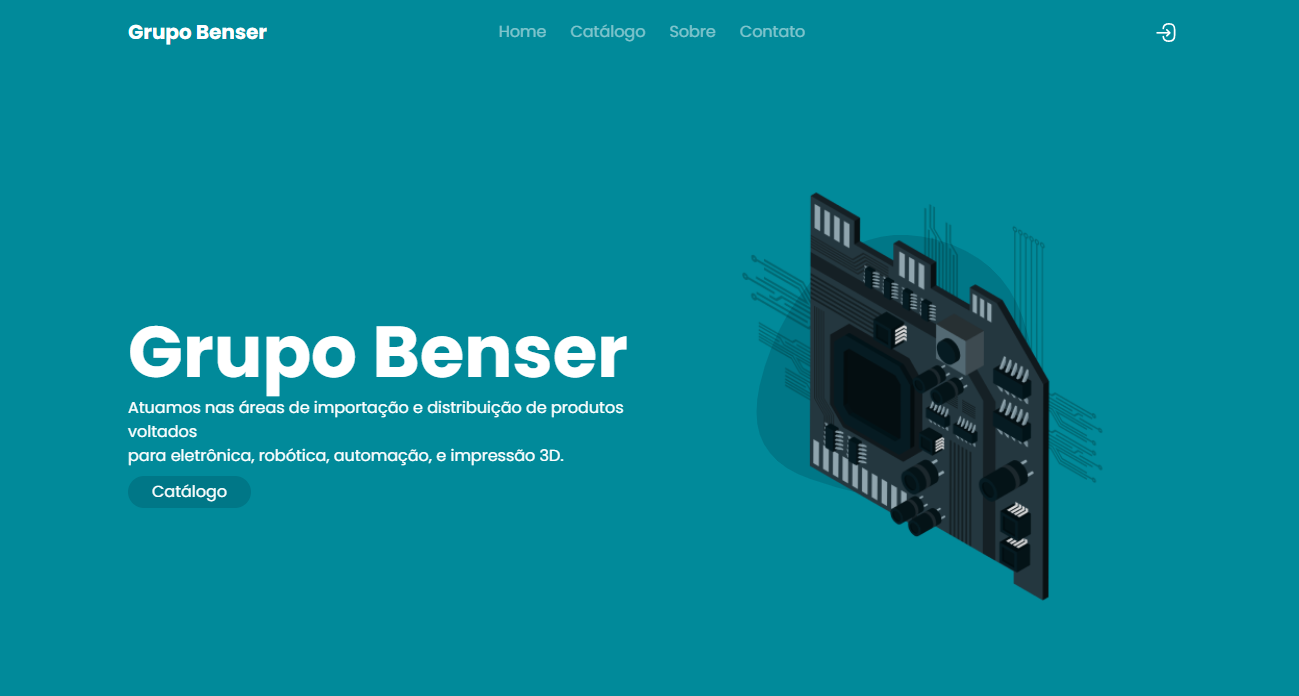 Grupo Benser
Home Catálogo Sobre Contato
Grupo Benser
Atuamos nas áreas de importação e distribuição de produtos
voltados
para eletrônica, robótica, automação, e impressão 3D.
Catálogo